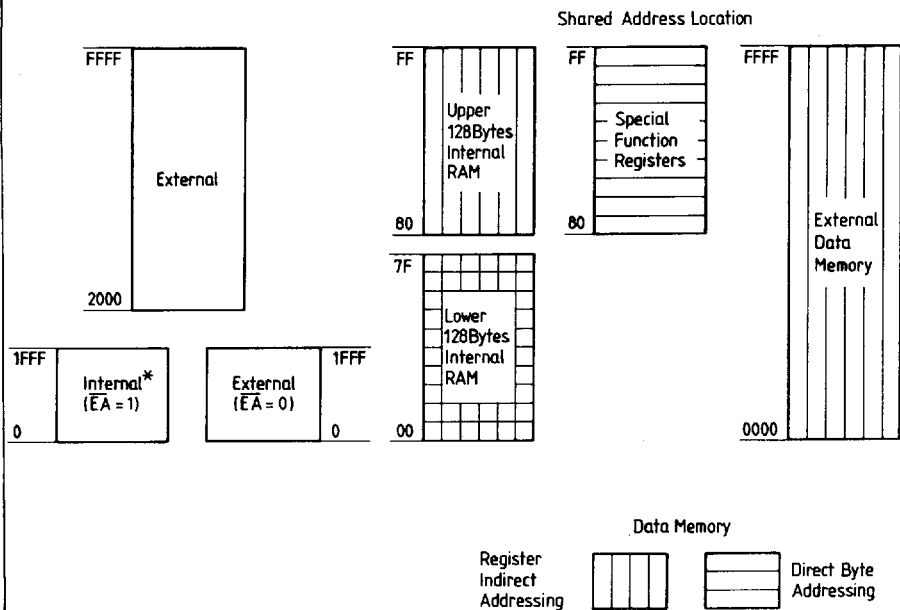 Shared Address Location
FFFF
External
2000
1FFF
Internal*
(EA = 1)
0
External
(EA = 0)
1FFF
0
FF
Upper
128Bytes
Internal
RAM
80
7F
Lower
128Bytes
Internal
RAM
00
FF
Special
Function
Registers
80
FFFF
External
Data
Memory
0000
Data Memory
Register
Indirect
Addressing
Direct Byte
Addressing